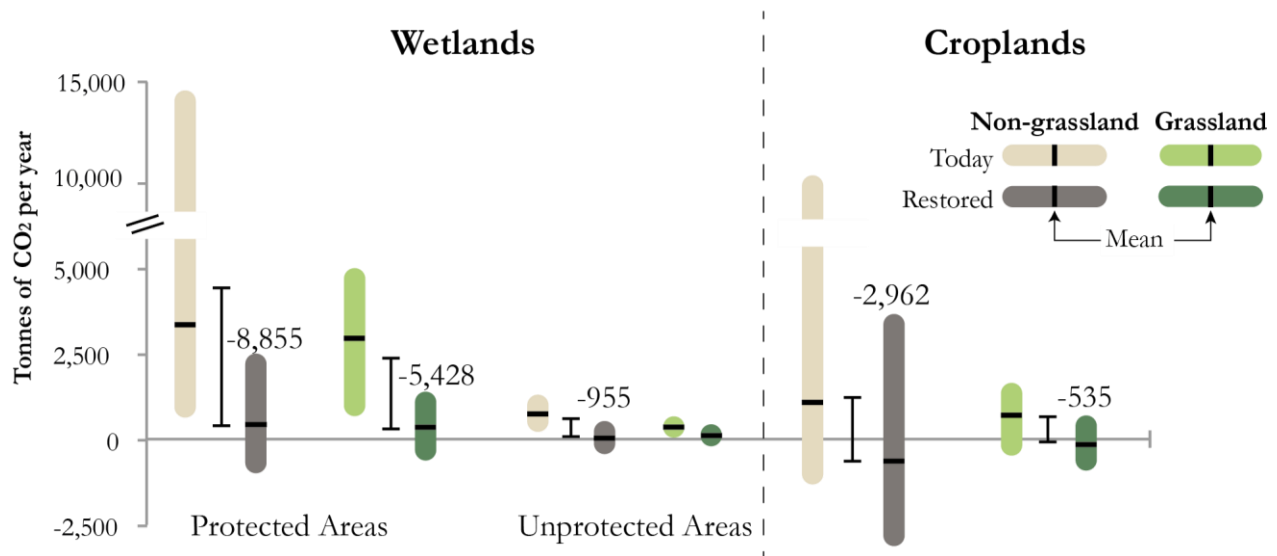 Wetlands
Croplands
Tonnes of CO2 per year
15,000
10,000
5,000
2,500
0
-2,500
-8,855
-5,428
-955
-2,962
-535
Non-grassland Grassland
Today
Restored
Mean
Protected Areas
Unprotected Areas